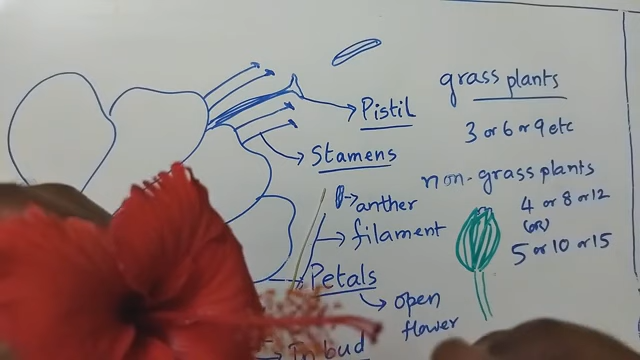 grass plants
3 or 6 or 9 etc
Pistil
Stamens
non-grass plants
4 or 8 or 12
(or)
5 or 10 or 15
anther
filament
Petals
open
flower
In bud